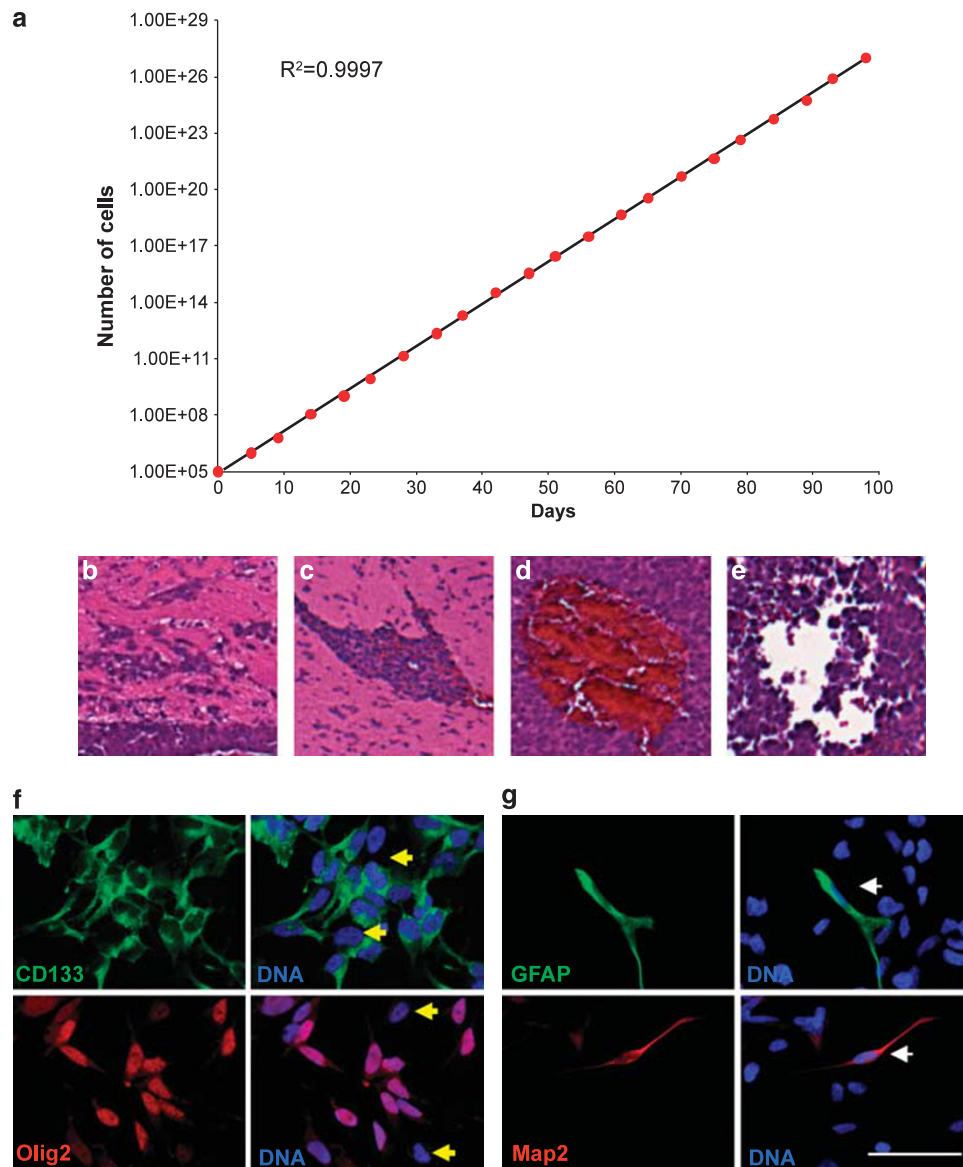 a
1.00E+29
1.00E+26
1.00E+23
1.00E+20
1.00E+17
1.00E+14
1.00E+11
1.00E+08
1.00E+05
Number of cells
R²=0.9997
0 10 20 30 40 50 60 70 80 90 100
Days
b c d e
f g
CD133 DNA GFAP DNA
Olig2 DNA Map2 DNA